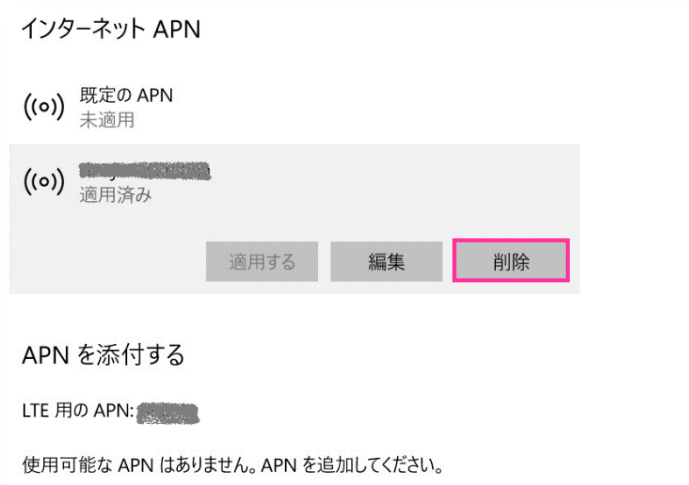 インターネット APN
既定の APN
未適用
適用済み
適用する 編集 削除
APN を添付する
LTE 用の APN:
使用可能な APN はありません。APN を追加してください。